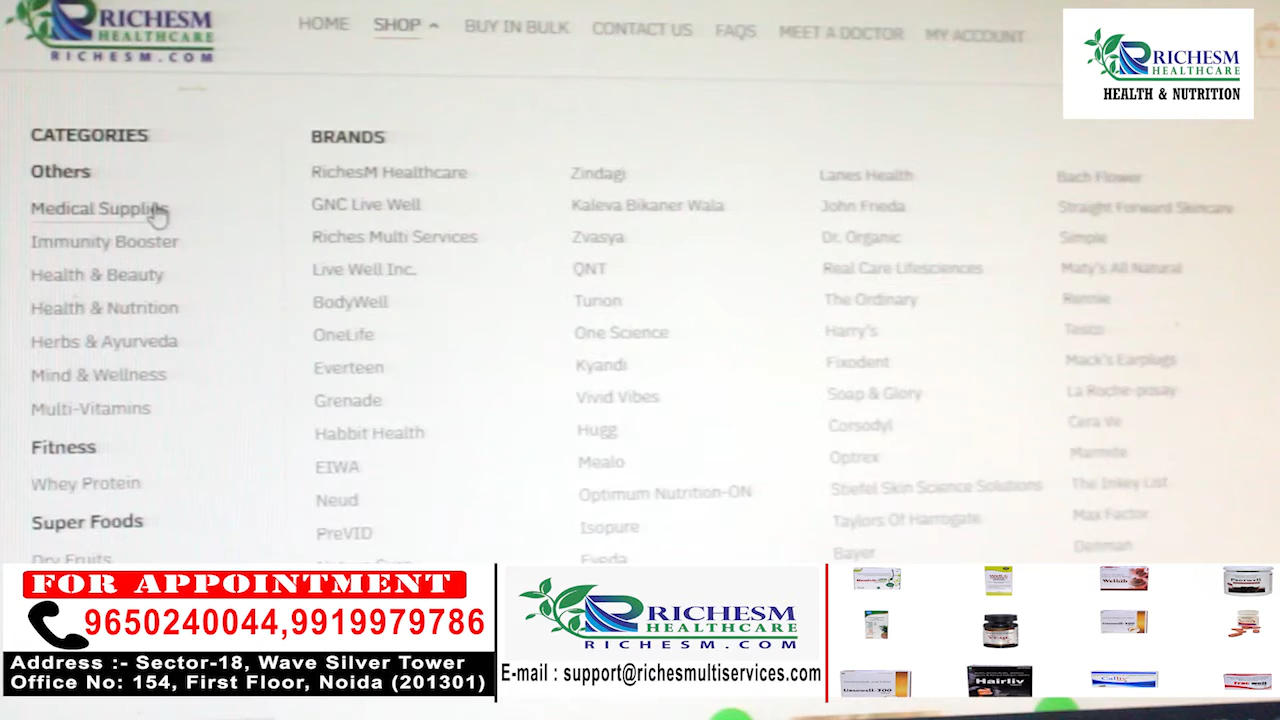 RICHESM
HEALTHCARE
RICHESM.COM
HOME SHOP BUY IN BULK CONTACT US FAQS MEET A DOCTOR MY ACCOUNT
RICHESM
HEALTHCARE
HEALTH & NUTRITION
CATEGORIES
Others
Medical Supplies
Immunity Booster
Health & Beauty
Health & Nutrition
Herbs & Ayurveda
Mind & Wellness
Multi-Vitamins
Fitness
Whey Protein
Super Foods
Dry Fruits
BRANDS
RichesM Healthcare
GNC Live Well
Riches Multi Services
Live Well Inc.
BodyWell
OneLife
Everteen
Grenade
Habbit Health
EIWA
Neud
PreVID
Zindagi
Kaleva Bikaner Wala
Zvasya
QNT
Turion
One Science
Kyandi
Vivid Vibes
Hugg
Mealo
Optimum Nutrition-ON
Isopure
Lanes Health
John Frieda
Dr. Organic
Real Care Lifesciences
The Ordinary
Harry's
Fixodent
Soap & Glory
Corsodyl
Optrex
Stiefel Skin Science Solutions
Taylors Of Harrogate
Bayer
Bach Flower
Straight Forward Skincare
Simple
Maty's All Natural
Rennie
Tesco
Mack's Earplugs
La Roche-posay
Cera Ve
Marmite
The Inkey List
Max Factor
Denman
FOR APPOINTMENT
9650240044,9919979786
Address :- Sector-18, Wave Silver Tower
Office No: 154, First Floor, Noida (201301)
RICHESM
HEALTHCARE
RICHESM.COM
E-mail : support@richesmultiservices.com
Hairliv